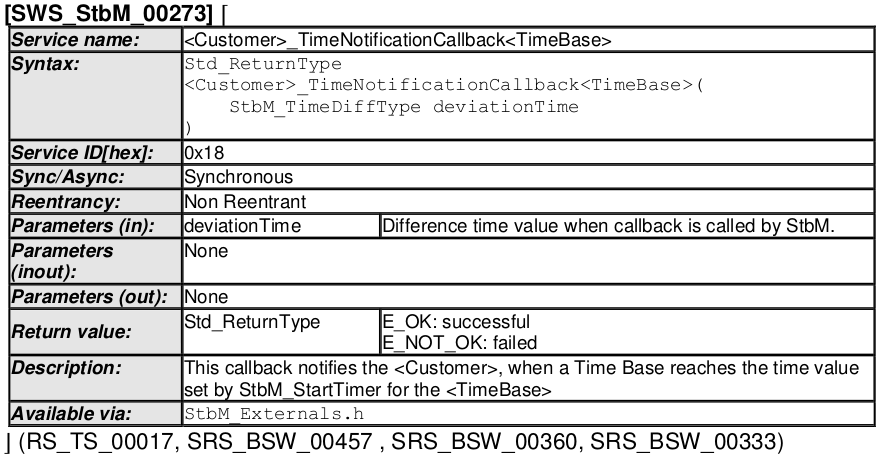 [SWS_StbM_00273] ⌈
Service name: <Customer>_TimeNotificationCallback<TimeBase>
Syntax: Std_ReturnType
<Customer>_TimeNotificationCallback<TimeBase>(
StbM_TimeDiffType deviationTime
)
Service ID[hex]: 0x18
Sync/Async: Synchronous
Reentrancy: Non Reentrant
Parameters (in): deviationTime Difference time value when callback is called by StbM.
Parameters None
(inout):
Parameters (out): None
Return value: Std_ReturnType E_OK: successful
E_NOT_OK: failed
Description: This callback notifies the <Customer>, when a Time Base reaches the time value
set by StbM_StartTimer for the <TimeBase>
Available via: StbM_Externals.h
⌋ (RS_TS_00017, SRS_BSW_00457 , SRS_BSW_00360, SRS_BSW_00333)